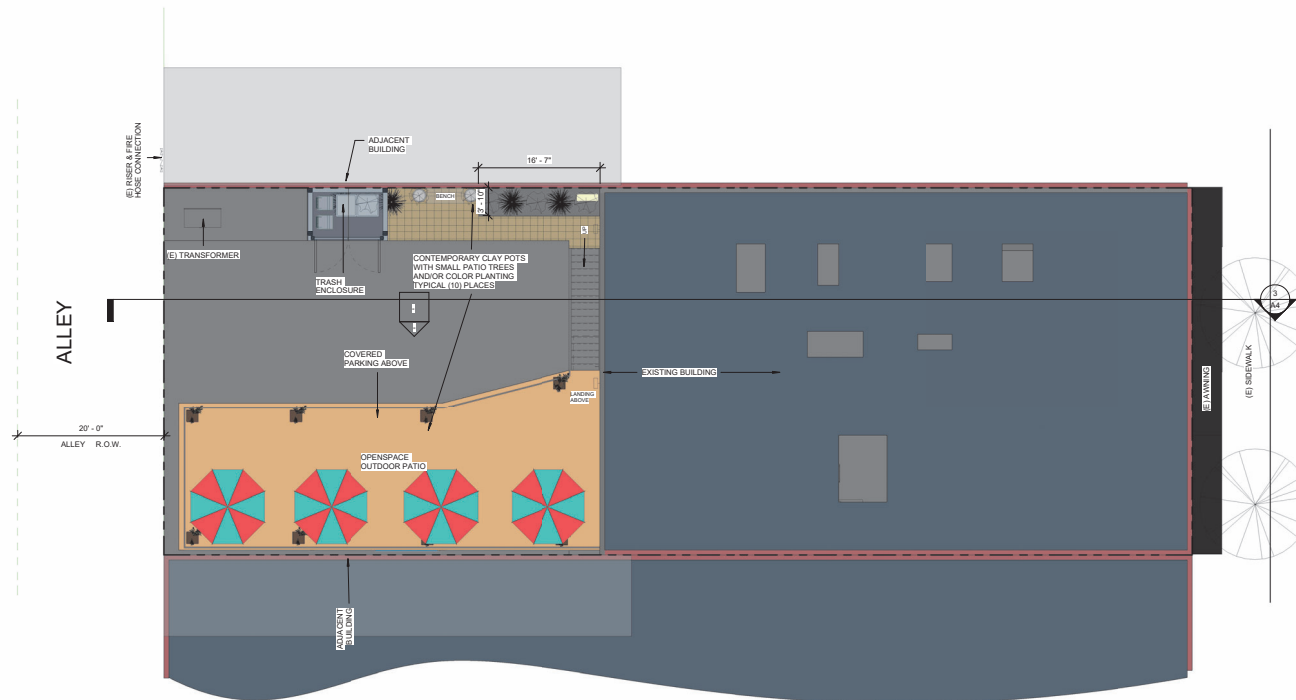 (E) RISER & FIRE
HOSE CONNECTION
ADJACENT
BUILDING
16' - 7"
3' - 10"
BENCH
UP
(E) TRANSFORMER
TRASH
ENCLOSURE
CONTEMPORARY CLAY POTS
WITH SMALL PATIO TREES
AND/OR COLOR PLANTING
TYPICAL (10) PLACES
ALLEY
COVERED
PARKING ABOVE
EXISTING BUILDING
LANDING
ABOVE
(E) AWNING
(E) SIDEWALK
3
A4
20' - 0"
ALLEY R.O.W.
OPENSPACE
OUTDOOR PATIO
ADJACENT
BUILDING